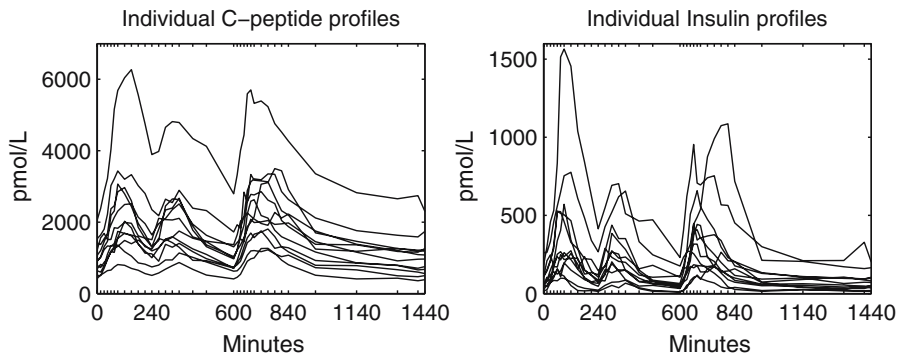 Individual C-peptide profiles
pmol/L
6000
4000
2000
0
0 240 600 840 1140 1440
Minutes
Individual Insulin profiles
pmol/L
1500
1000
500
0
0 240 600 840 1140 1440
Minutes